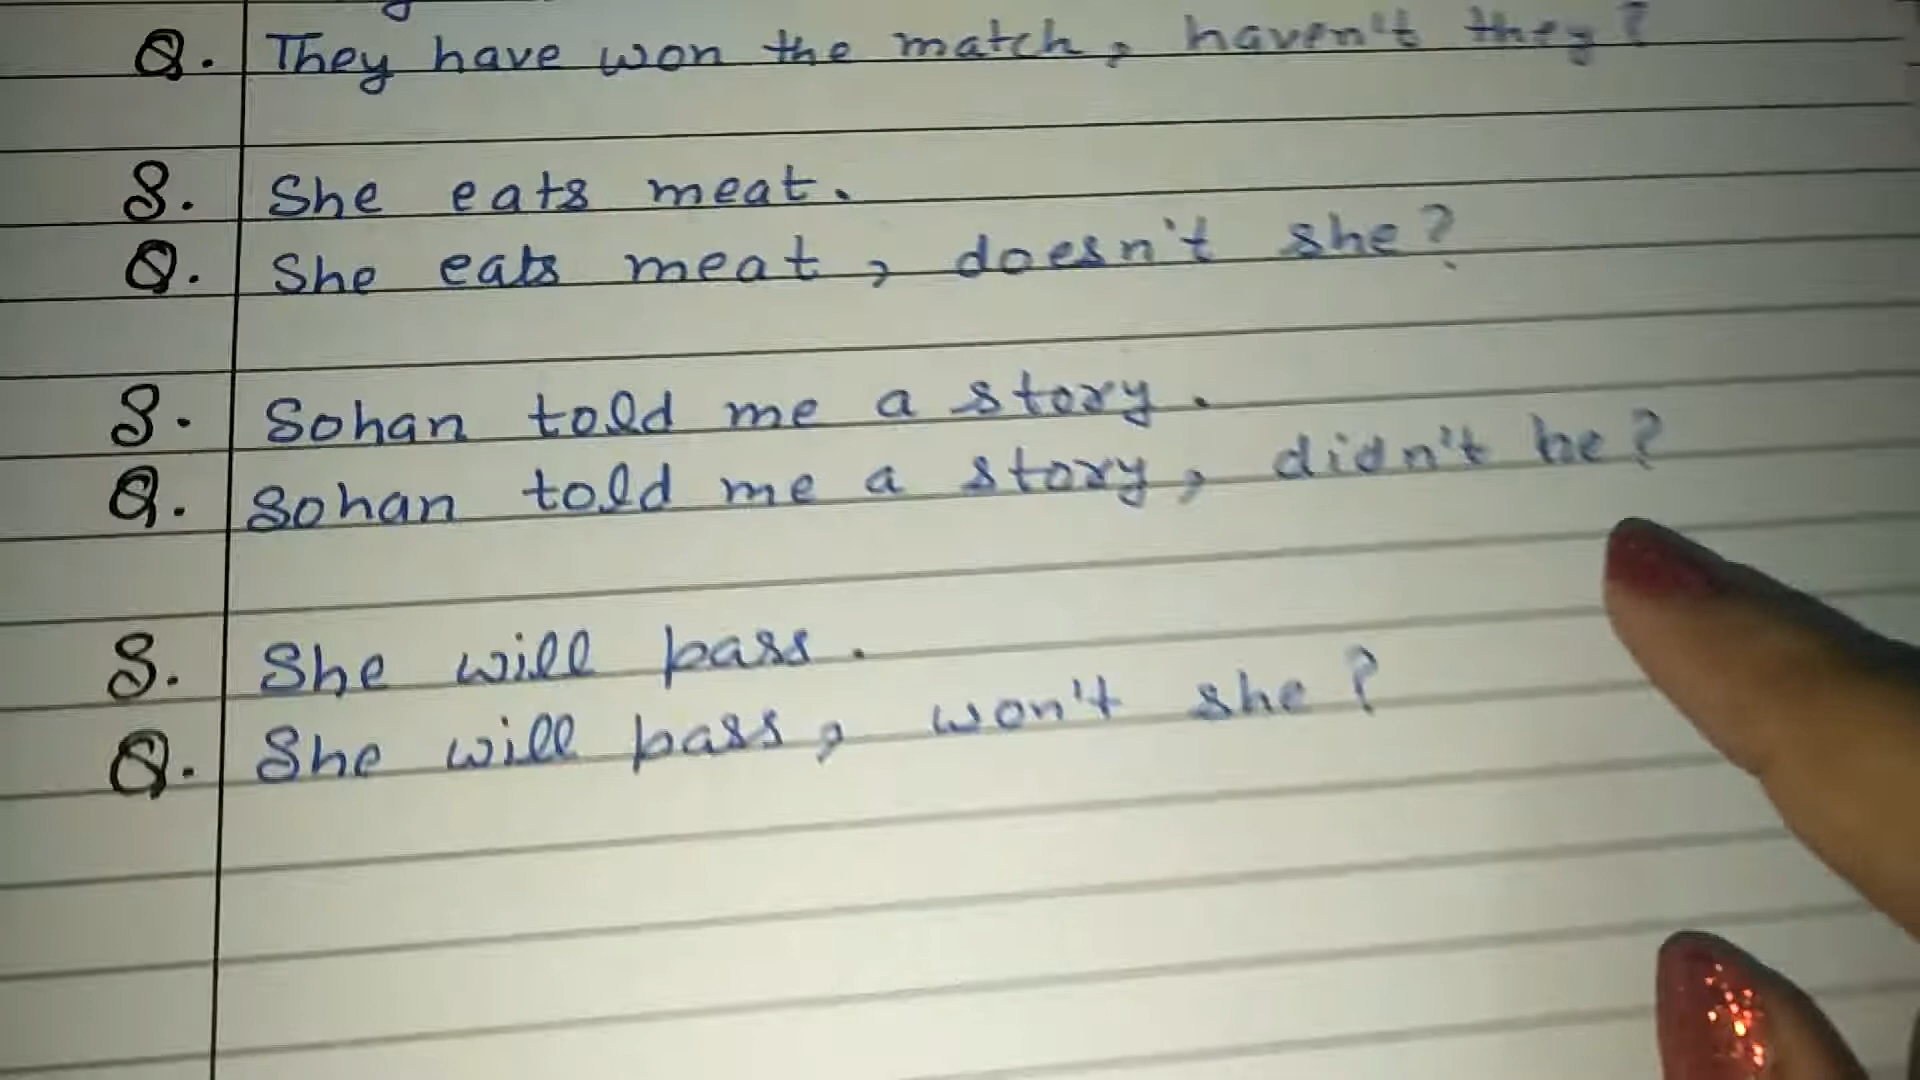 Q. They have won the match, haven't they?
S. She eats meat.
Q. She eats meat, doesn't she?
S. Sohan told me a story.
Q. Sohan told me a story, didn't he?
S. She will pass.
Q. She will pass, won't she?